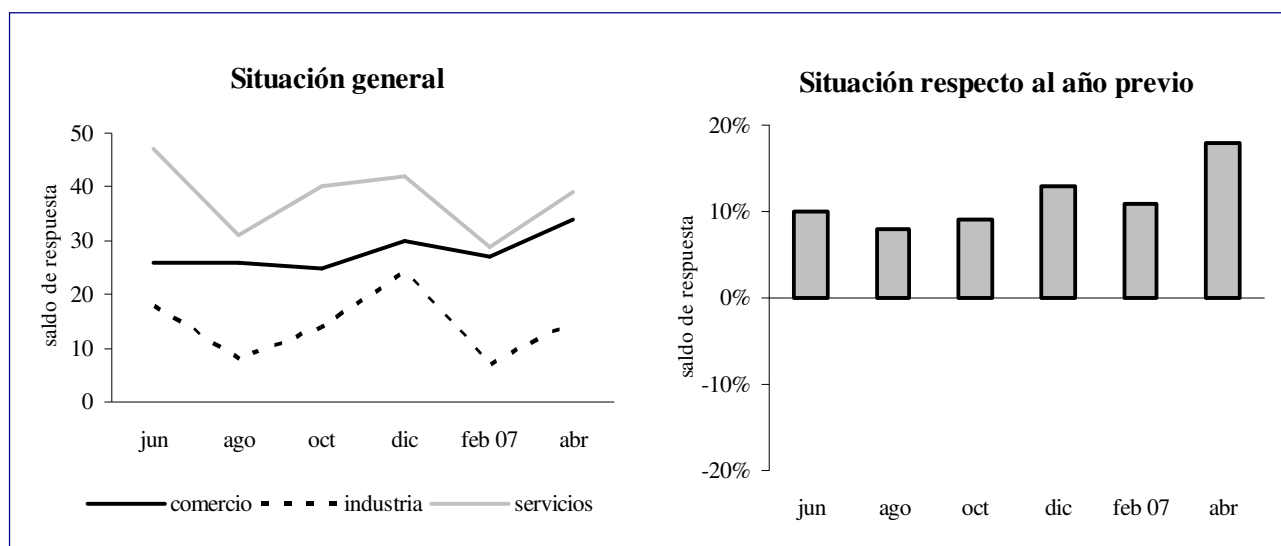 Situación general
saldo de respuesta
50
40
30
20
10
0
jun ago oct dic feb 07 abr
comercio industria servicios
Situación respecto al año previo
saldo de respuesta
20%
10%
0%
-10%
-20%
jun ago oct dic feb 07 abr